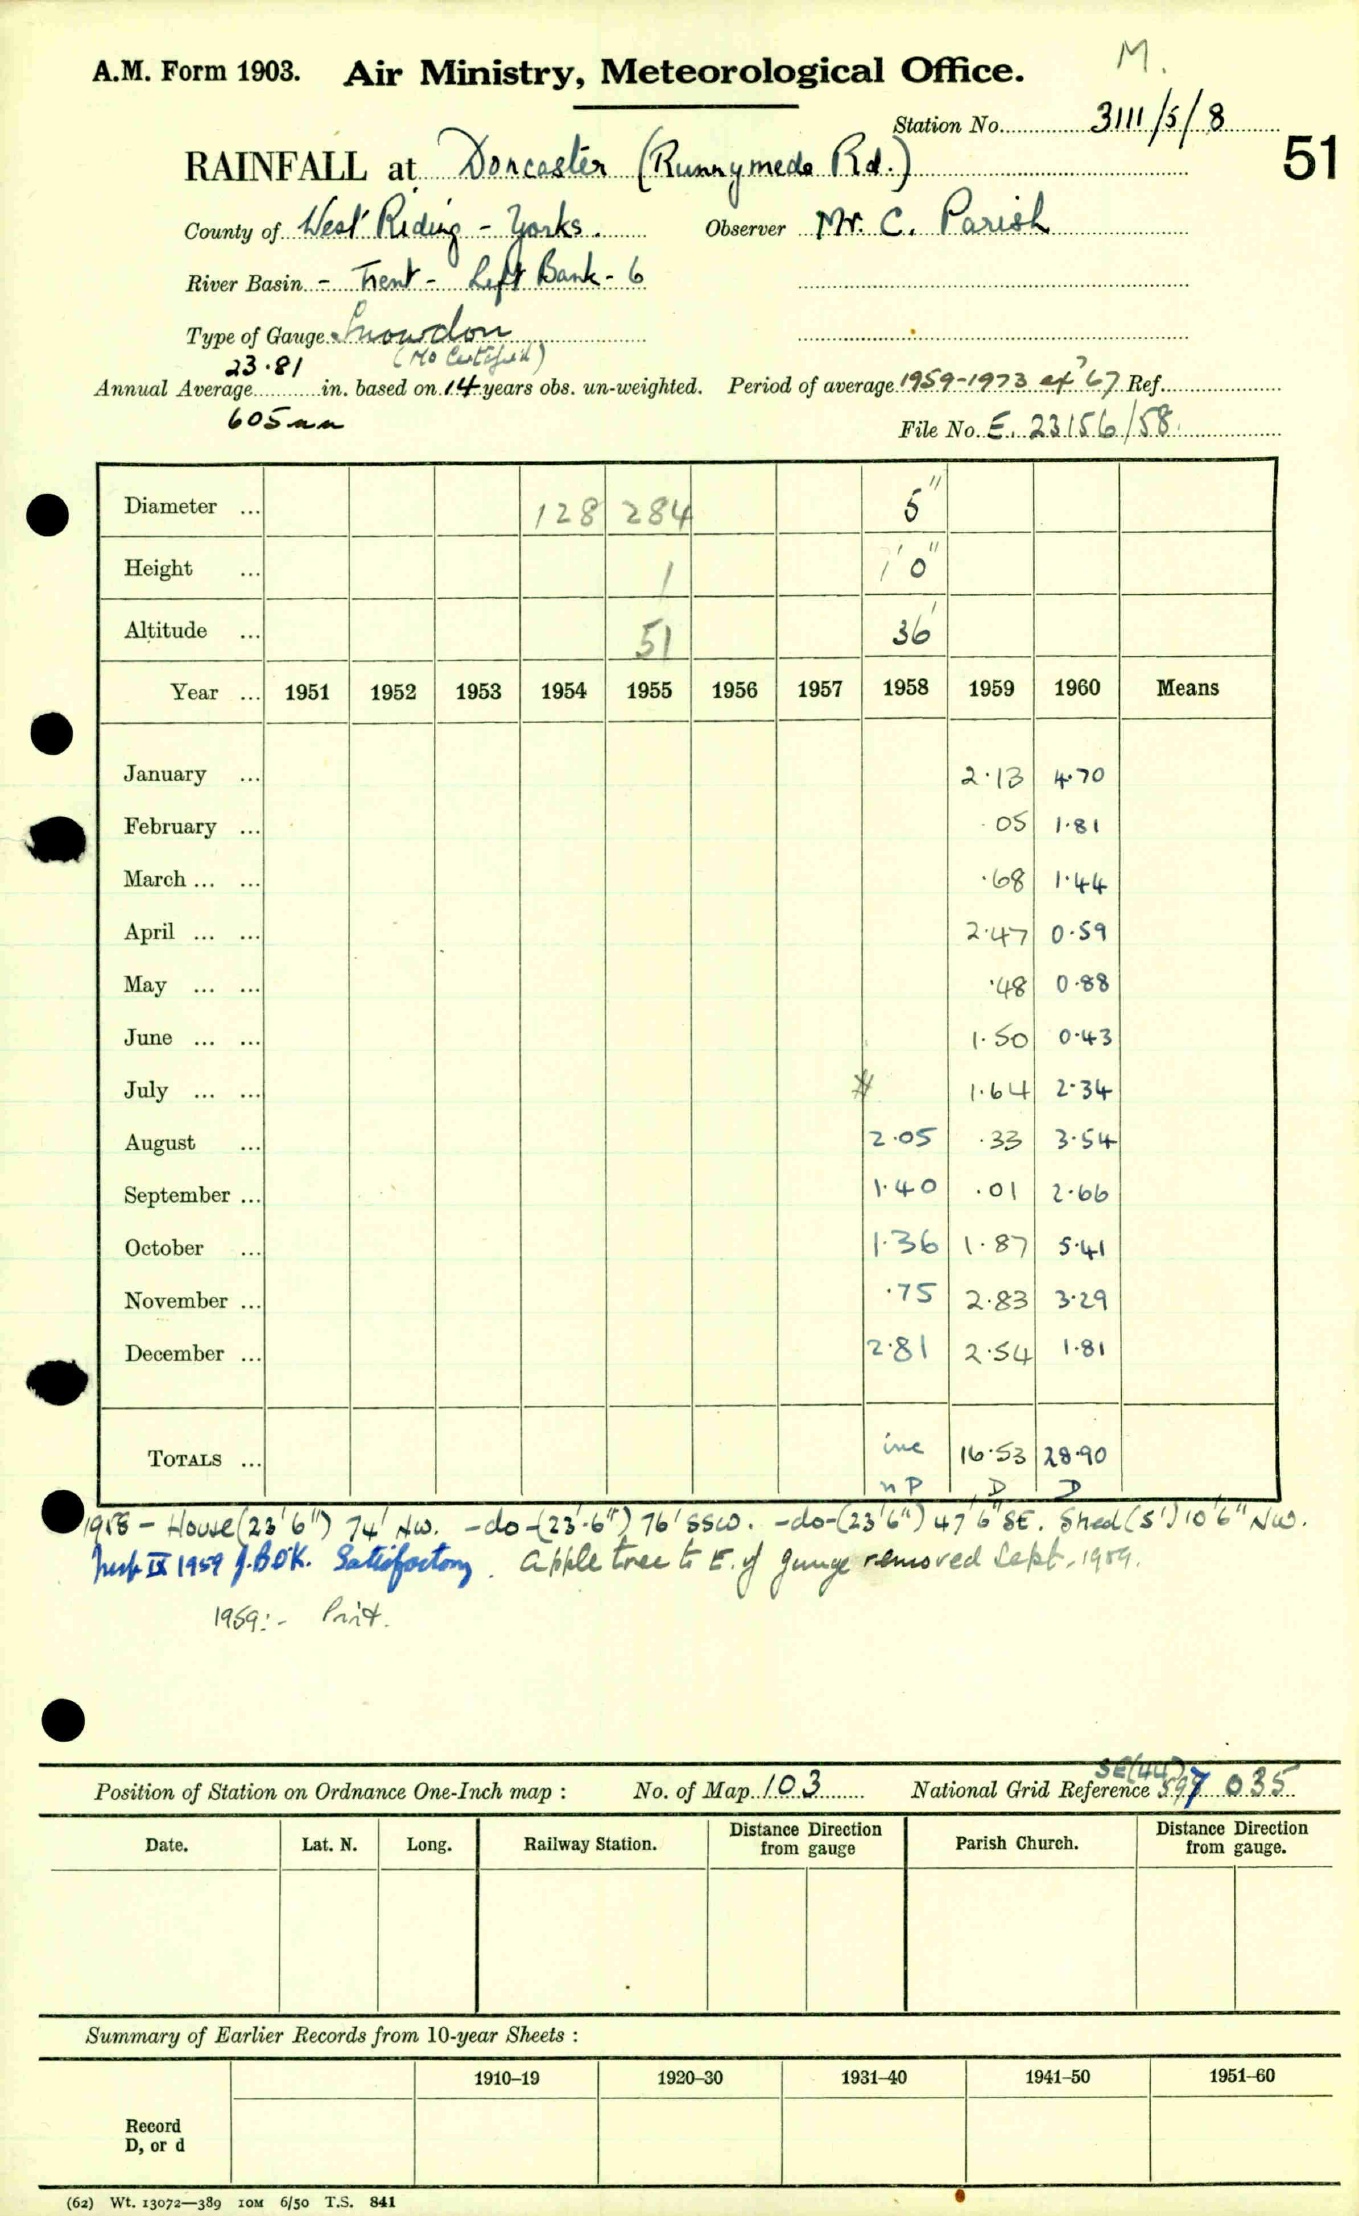 M.
A.M. Form 1903. Air Ministry, Meteorological Office.
Station No. 3111/5/8
51
RAINFALL at Doncaster (Runnymede Rd.)
County of West Riding - Yorks. Observer Mr. C. Parish
River Basin - Trent - Left Bank - 6
Type of Gauge Snowdon
(MO Certified)
23.81
Annual Average in. based on 14 years obs. un-weighted. Period of average 1959-1973 ex? 67 Ref.
605mm
File No. E. 23156/58.
Diameter ... 128 284 5"
Height ... 1 1' 0"
Altitude ... 51 36'
Year ... 1951 1952 1953 1954 1955 1956 1957 1958 1959 1960 Means
January ... 2.13 4.70
February ... .05 1.81
March ... ... .68 1.44
April ... ... 2.47 0.59
May ... ... .48 0.88
June ... ... 1.50 0.43
July ... ... 1.64 2.34
August ... 2.05 .33 3.54
September ... 1.40 .01 2.66
October ... 1.36 1.87 5.41
November ... .75 2.83 3.29
December ... 2.81 2.54 1.81
TOTALS ... inc 16.53 28.90
nP D D
1958 - House (23'6") 74' NW. -do- (23'6") 76' SSW. -do- (23'6") 47'6" SE. Shed (5') 10'6" NW.
Insp IX 1959 J.BOK. Satisfactory. Apple tree to E. of gauge removed Sept. 1959.
1959:- Print.
SE(44)
Position of Station on Ordnance One-Inch map : No. of Map 103 National Grid Reference 597 035
Date. Lat. N. Long. Railway Station. Distance from Direction gauge Parish Church. Distance from Direction gauge.
Summary of Earlier Records from 10-year Sheets :
1910–19 1920–30 1931–40 1941–50 1951–60
Record
D, or d
(62) Wt. 13072—389 10M 6/50 T.S. 841